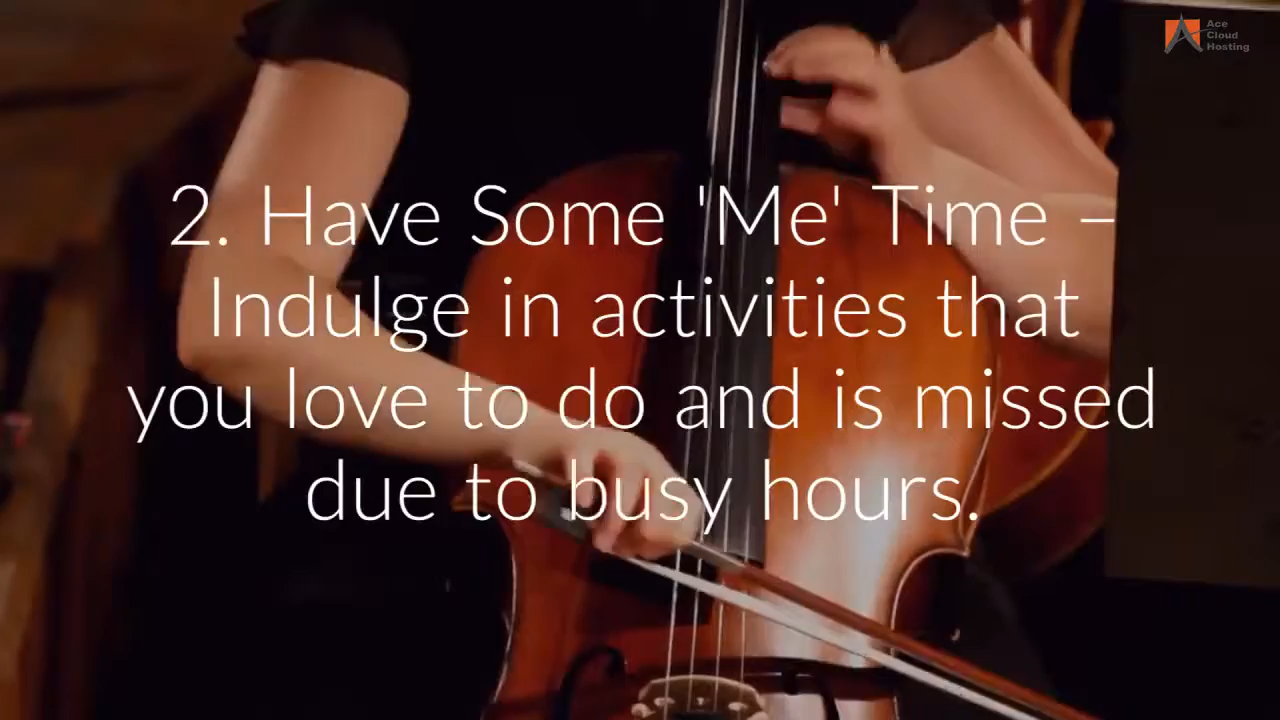 Ace
Cloud
Hosting
2. Have Some 'Me' Time –
Indulge in activities that
you love to do and is missed
due to busy hours.